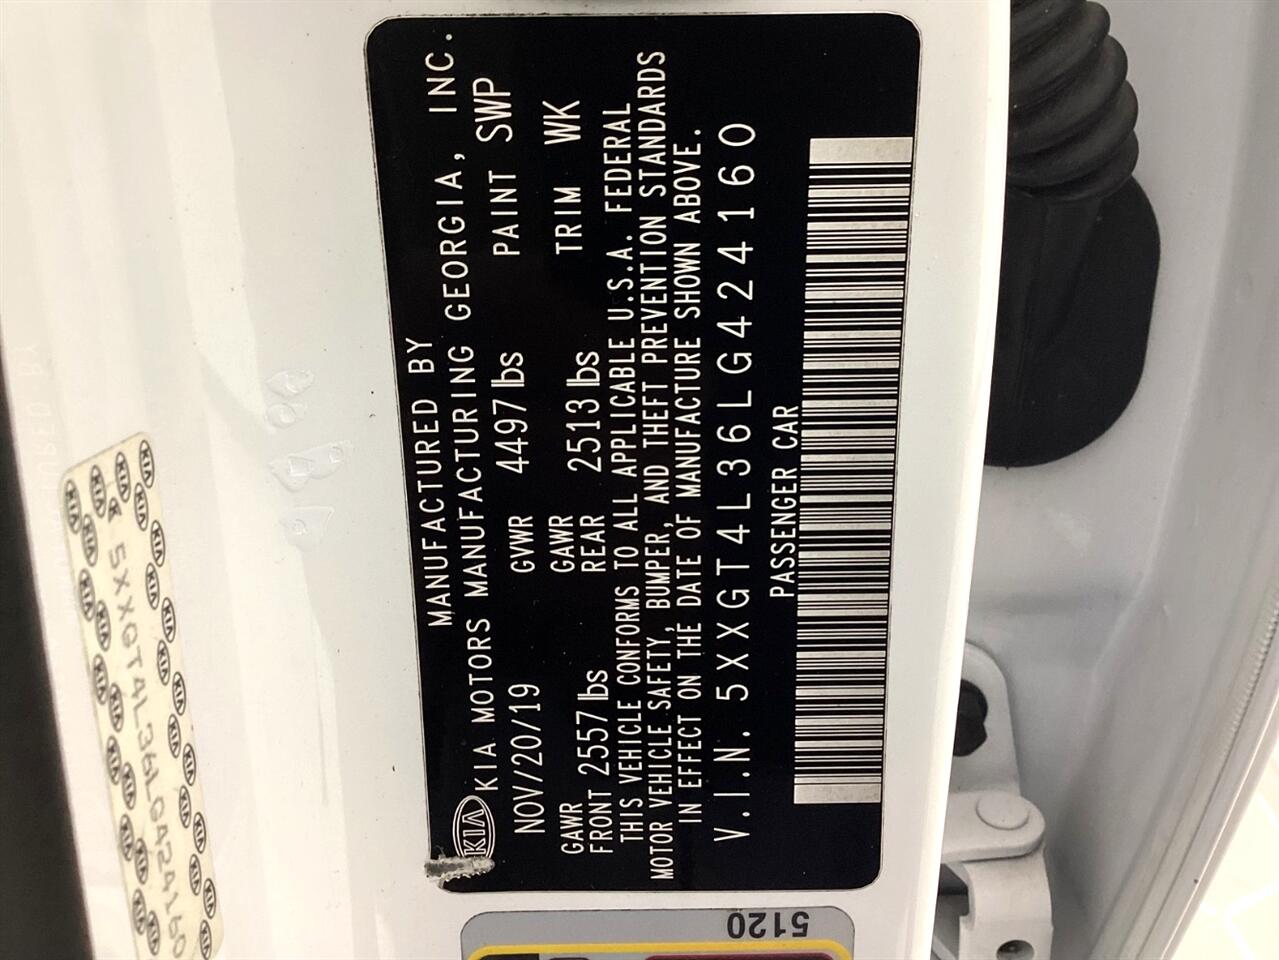 MANUFACTURED BY
KIA KIA MOTORS MANUFACTURING GEORGIA, INC.
NOV/20/19 GVWR 4497 lbs PAINT SWP
GAWR FRONT 2557 lbs GAWR REAR 2513 lbs TRIM WK
THIS VEHICLE CONFORMS TO ALL APPLICABLE U.S.A. FEDERAL
MOTOR VEHICLE SAFETY, BUMPER, AND THEFT PREVENTION STANDARDS
IN EFFECT ON THE DATE OF MANUFACTURE SHOWN ABOVE.
V.I.N. 5XXGT4L36LG424160
PASSENGER CAR
5XXGT4L36LG424160
KIA
5120